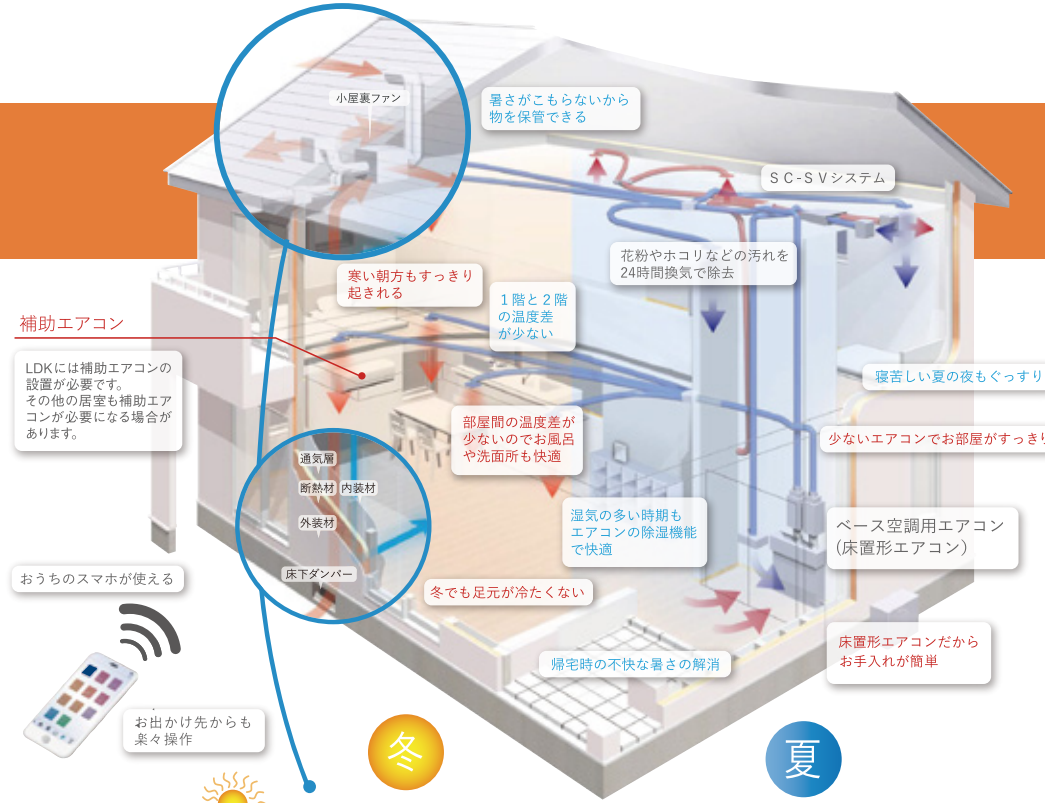 小屋裏ファン
暑さがこもらないから
物を保管できる
SC-SVシステム
花粉やホコリなどの汚れを
24時間換気で除去
寒い朝方もすっきり
起きれる
1階と2階
の温度差
が少ない
補助エアコン
LDKには補助エアコンの
設置が必要です。
その他の居室も補助エア
コンが必要になる場合が
あります。
寝苦しい夏の夜もぐっすり
部屋間の温度差が
少ないのでお風呂
や洗面所も快適
少ないエアコンでお部屋がすっきり
通気層
断熱材 内装材
外装材
床下ダンパー
湿気の多い時期も
エアコンの除湿機能
で快適
ベース空調用エアコン
(床置形エアコン)
おうちのスマホが使える
冬でも足元が冷たくない
帰宅時の不快な暑さの解消
床置形エアコンだから
お手入れが簡単
お出かけ先からも
楽々操作
冬
夏